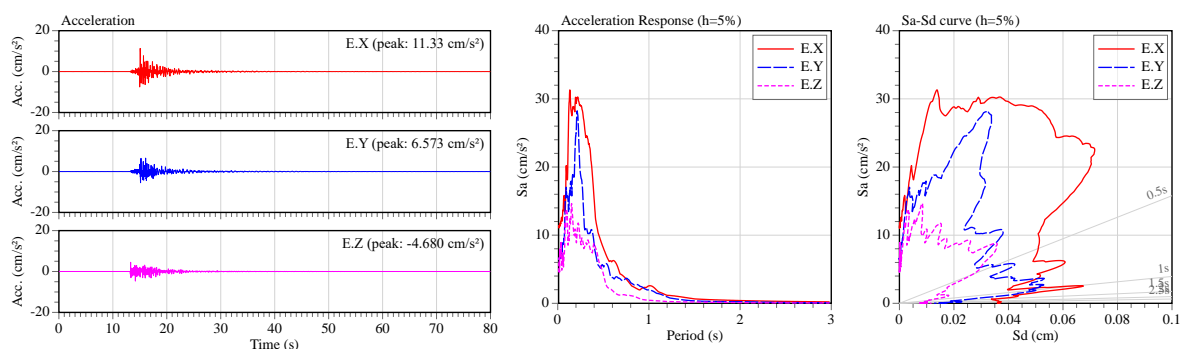 Acceleration
Acc. (cm/s²)
20
0
-20
E.X (peak: 11.33 cm/s²)
Acc. (cm/s²)
20
0
-20
E.Y (peak: 6.573 cm/s²)
Acc. (cm/s²)
20
0
-20
E.Z (peak: -4.680 cm/s²)
0 10 20 30 40 50 60 70 80
Time (s)
Acceleration Response (h=5%)
Sa (cm/s²)
40
30
20
10
0
E.X
E.Y
E.Z
0 1 2 3
Period (s)
Sa-Sd curve (h=5%)
Sa (cm/s²)
40
30
20
10
0
E.X
E.Y
E.Z
0.5s
1s
1.5s
2.5s
0 0.02 0.04 0.06 0.08 0.1
Sd (cm)